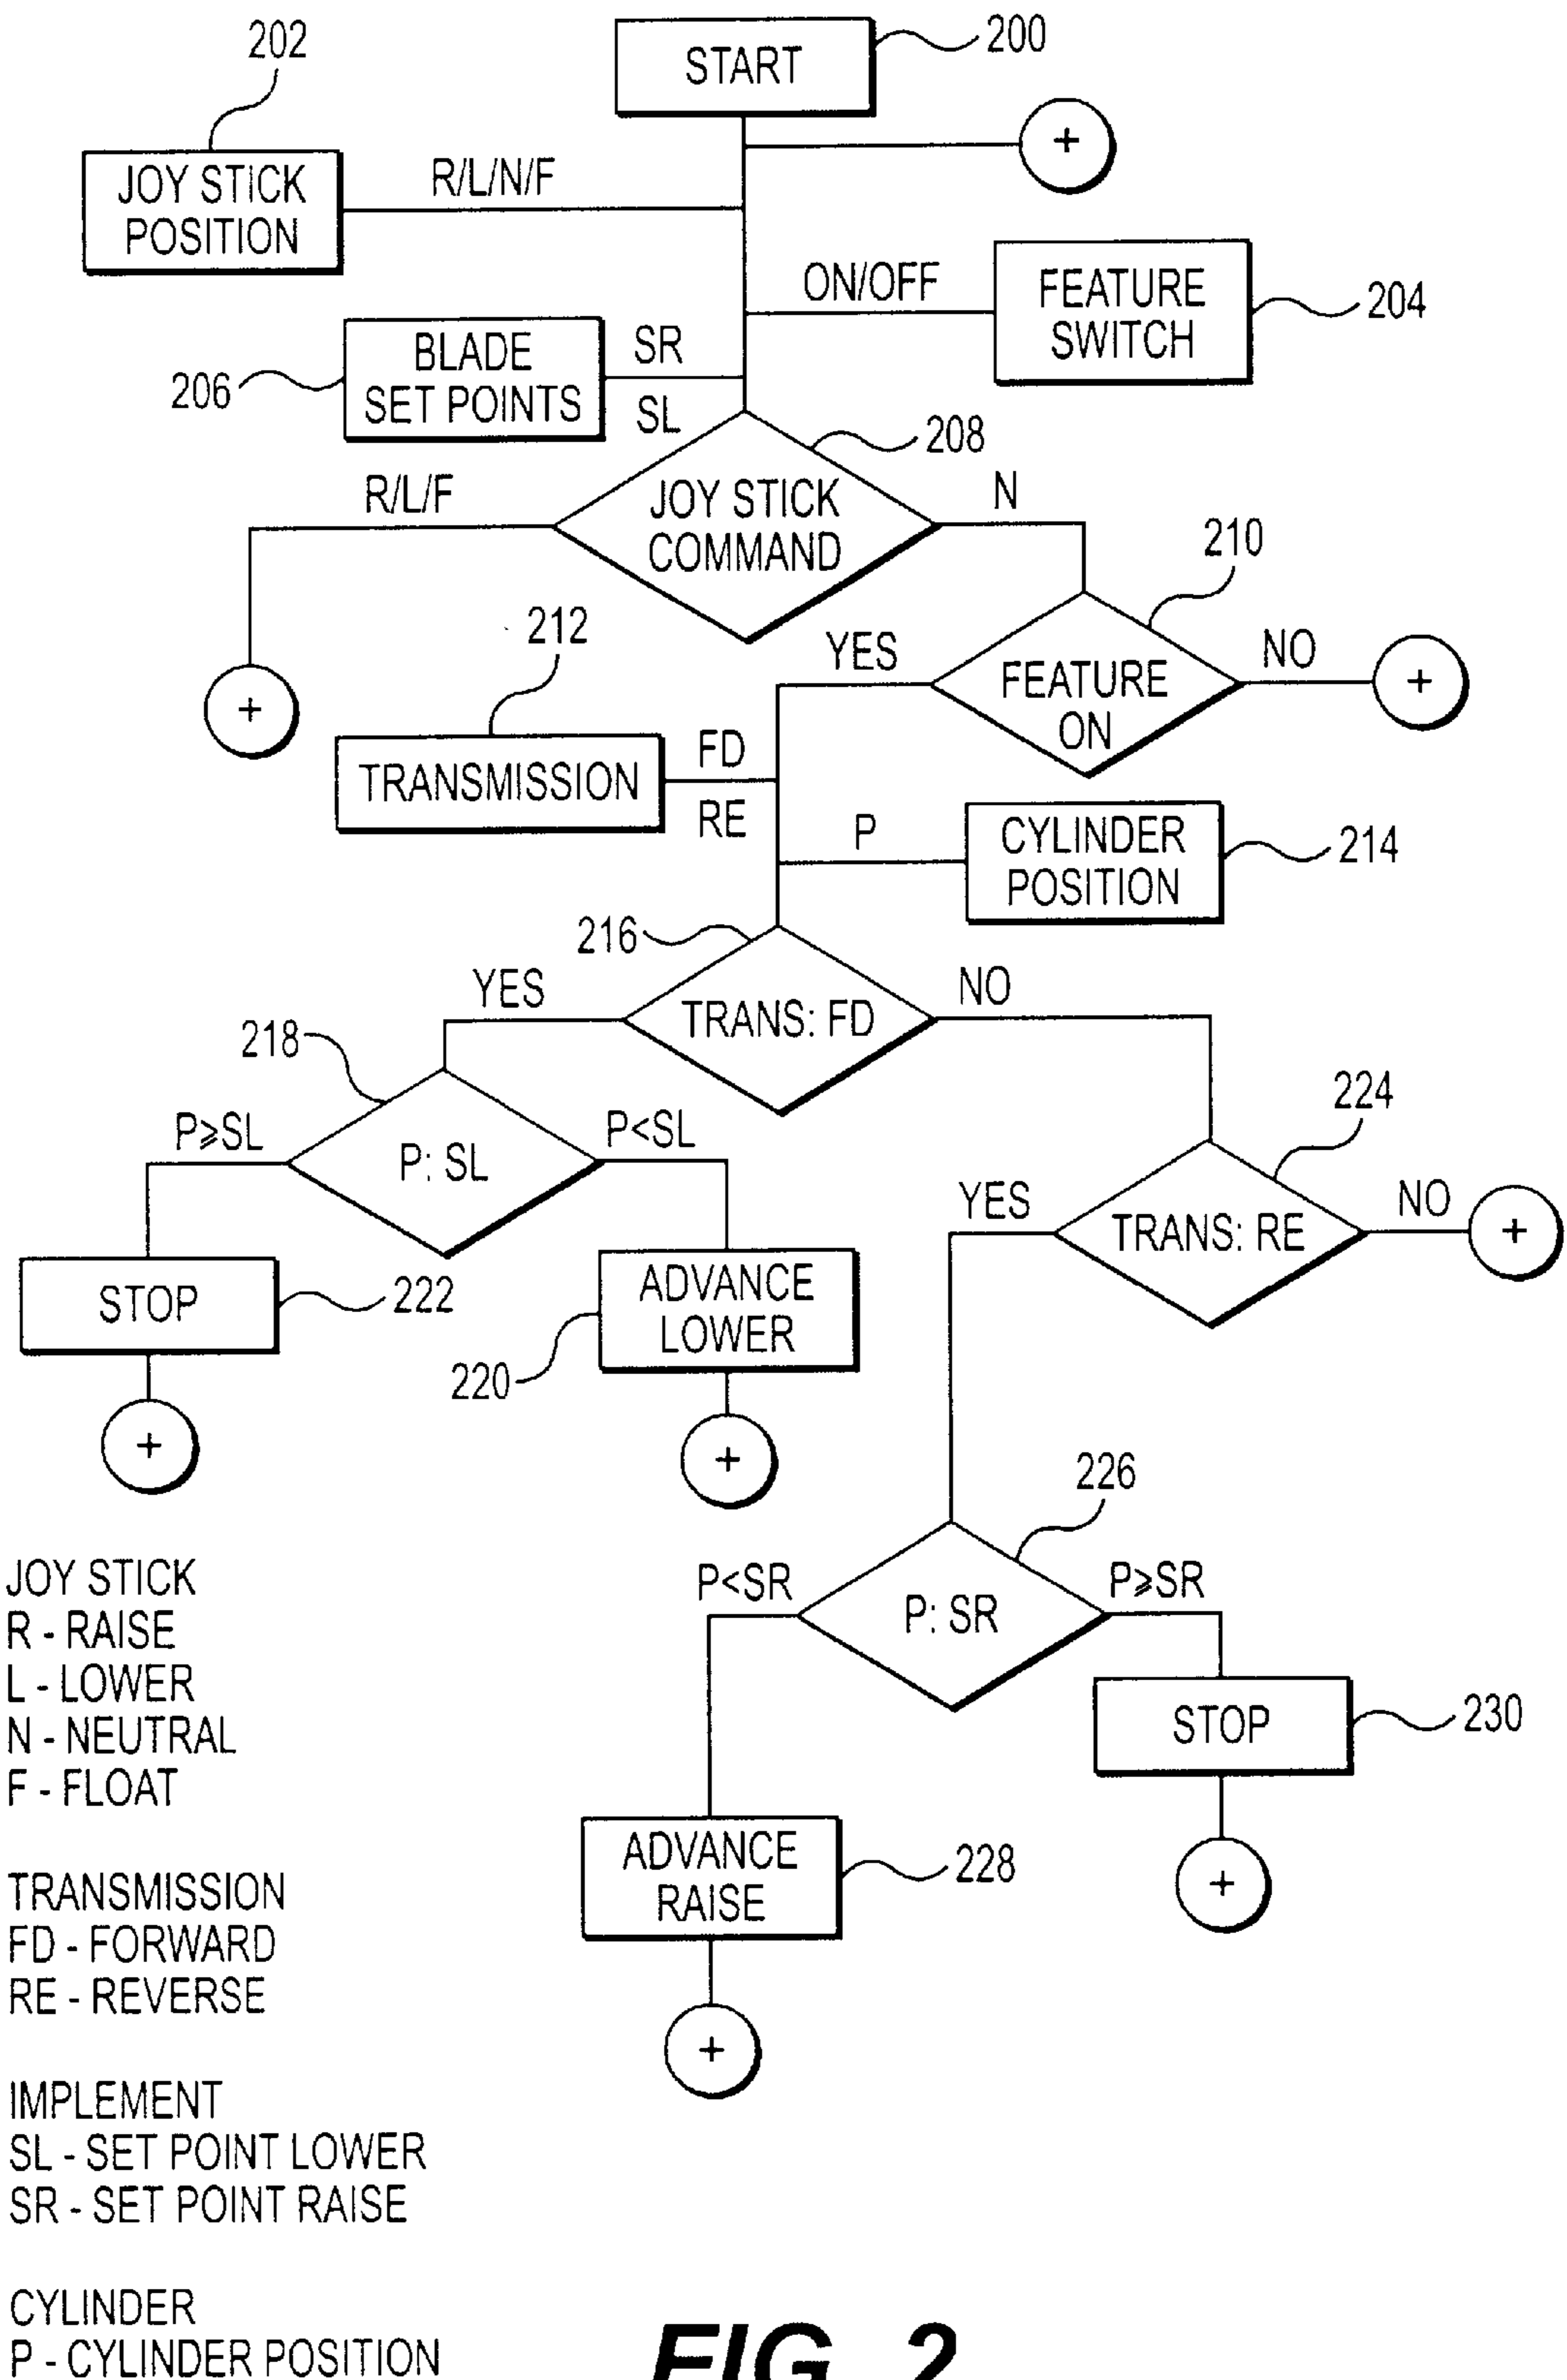 200
START
+
202
JOY STICK
POSITION
R/L/N/F
ON/OFF
FEATURE
SWITCH
204
206
BLADE
SET POINTS
SR
SL
208
JOY STICK
COMMAND
R/L/F
N
+
210
FEATURE
ON
YES
NO
+
212
TRANSMISSION
FD
RE
P
CYLINDER
POSITION
214
216
TRANS: FD
YES
NO
218
P: SL
P⩾SL
P<SL
STOP
222
+
ADVANCE
LOWER
220
+
224
TRANS: RE
YES
NO
+
226
P: SR
P<SR
P⩾SR
STOP
230
+
ADVANCE
RAISE
228
+
JOY STICK
R - RAISE
L - LOWER
N - NEUTRAL
F - FLOAT
TRANSMISSION
FD - FORWARD
RE - REVERSE
IMPLEMENT
SL - SET POINT LOWER
SR - SET POINT RAISE
CYLINDER
P - CYLINDER POSITION
FIG. 2